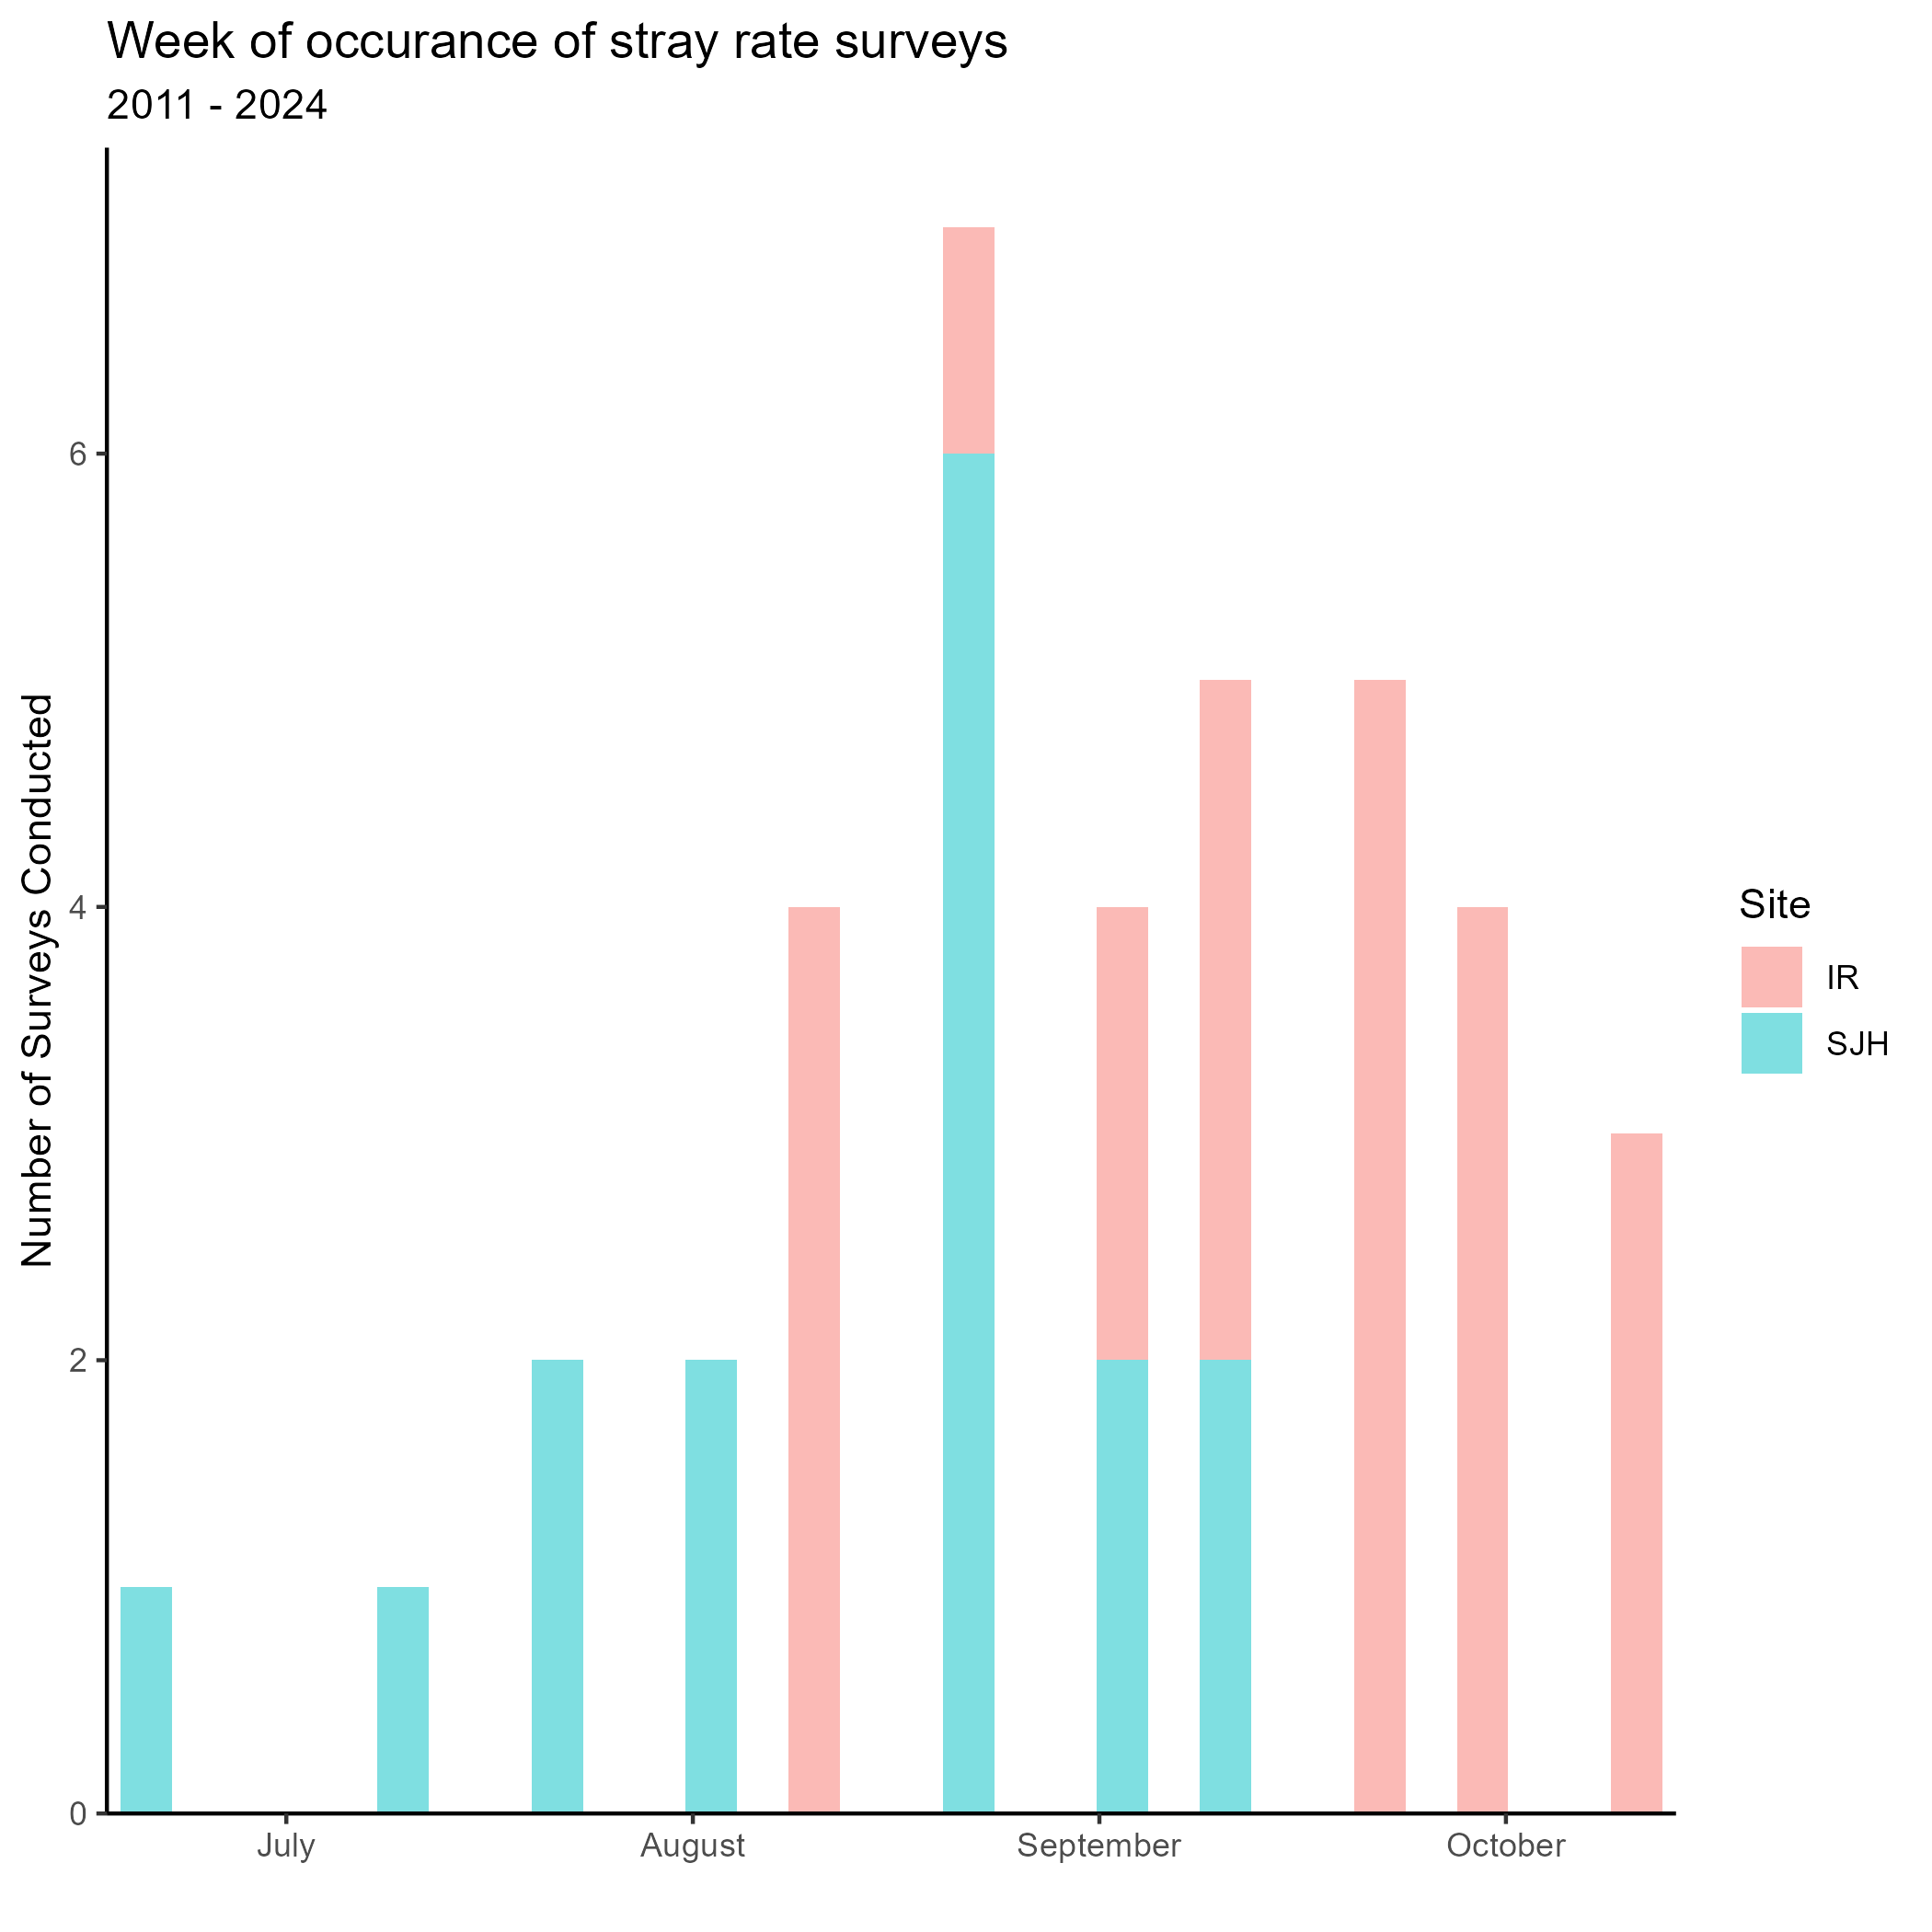 Week of occurance of stray rate surveys
2011 - 2024
Number of Surveys Conducted
6
4
2
0
July August September October
Site
IR
SJH